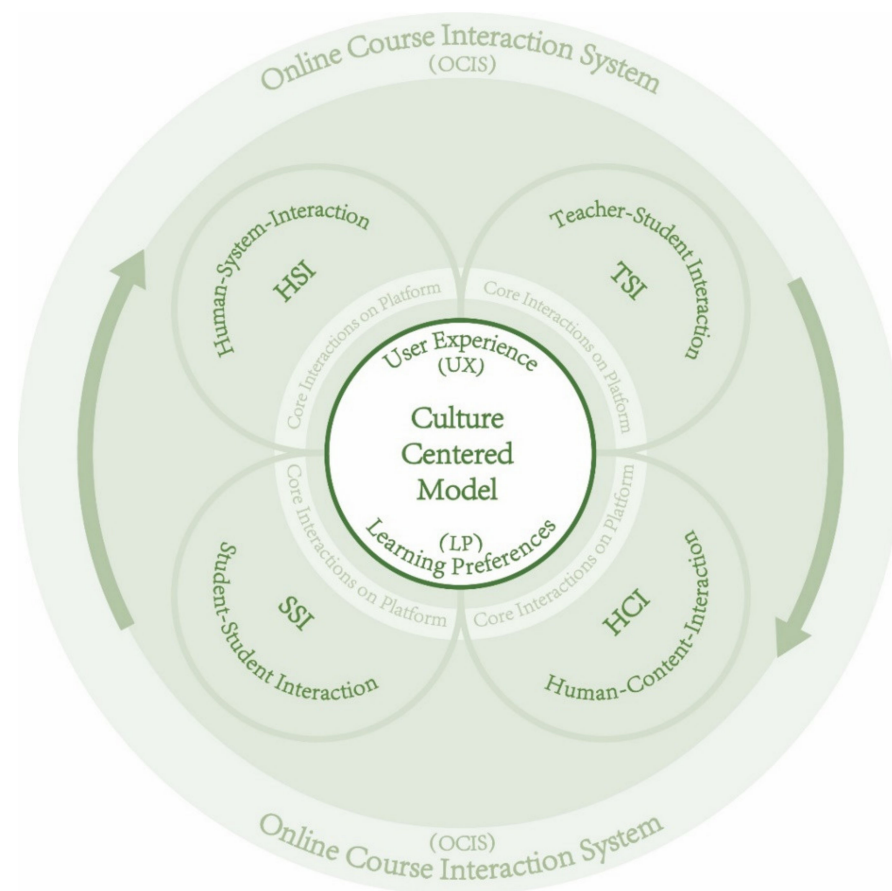 Online Course Interaction System
(OCIS)
Human-System-Interaction
HSI
Teacher-Student Interaction
TSI
Core Interactions on Platform
Core Interactions on Platform
User Experience
(UX)
Culture
Centered
Model
(LP)
Learning Preferences
Core Interactions on Platform
Core Interactions on Platform
SSI
Student-Student Interaction
HCI
Human-Content-Interaction
(OCIS)
Online Course Interaction System